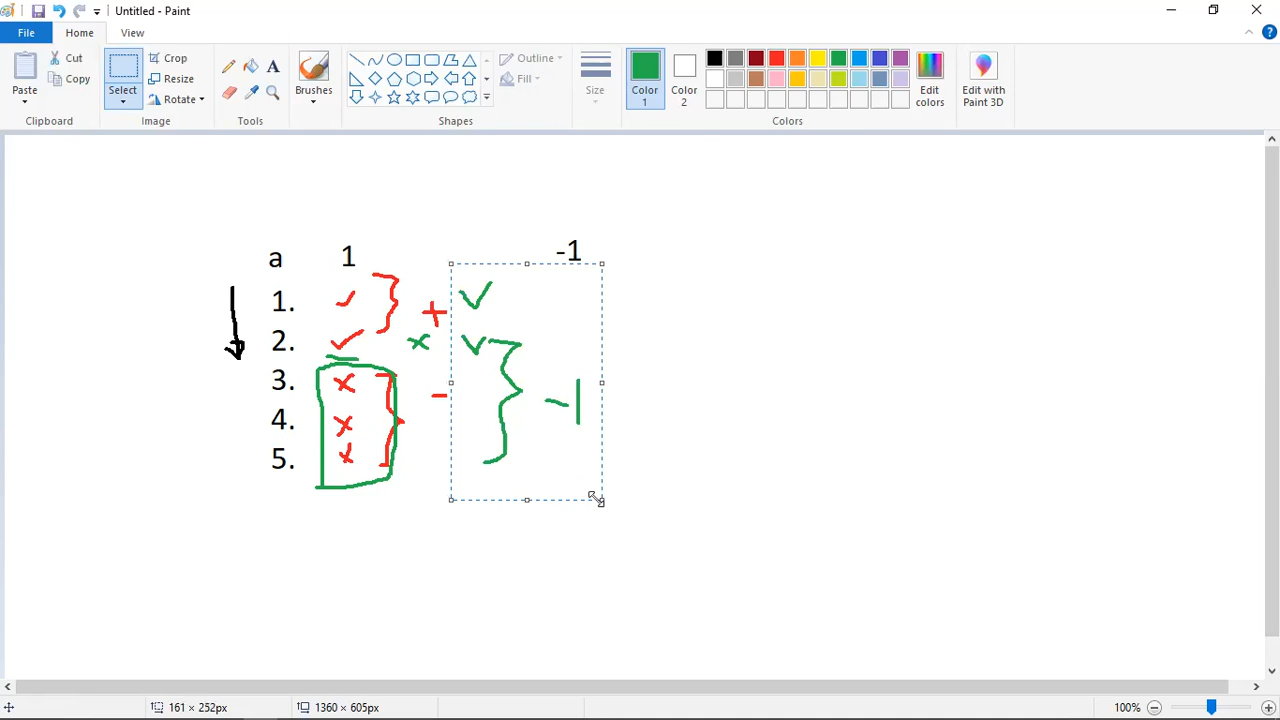 Untitled - Paint
File Home View
Paste
Cut
Copy
Clipboard
Select
Crop
Resize
Rotate
Image
A
Tools
Brushes
Outline
Fill
Shapes
Size
Color 1
Color 2
Edit colors
Colors
Edit with Paint 3D
a 1 -1
1. ✓ + ✓
2. ✓ x ✓
3. x -
4. x -1
5. x
161 × 252px
1360 × 605px
100%